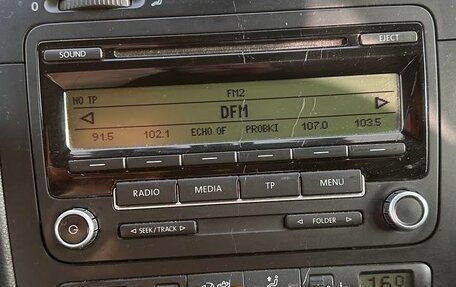 0
SOUND
EJECT
NO TP FM2
DFM
91.5 102.1 ECHO OF PROBKI 107.0 103.5
RADIO MEDIA TP MENU
SEEK / TRACK FOLDER